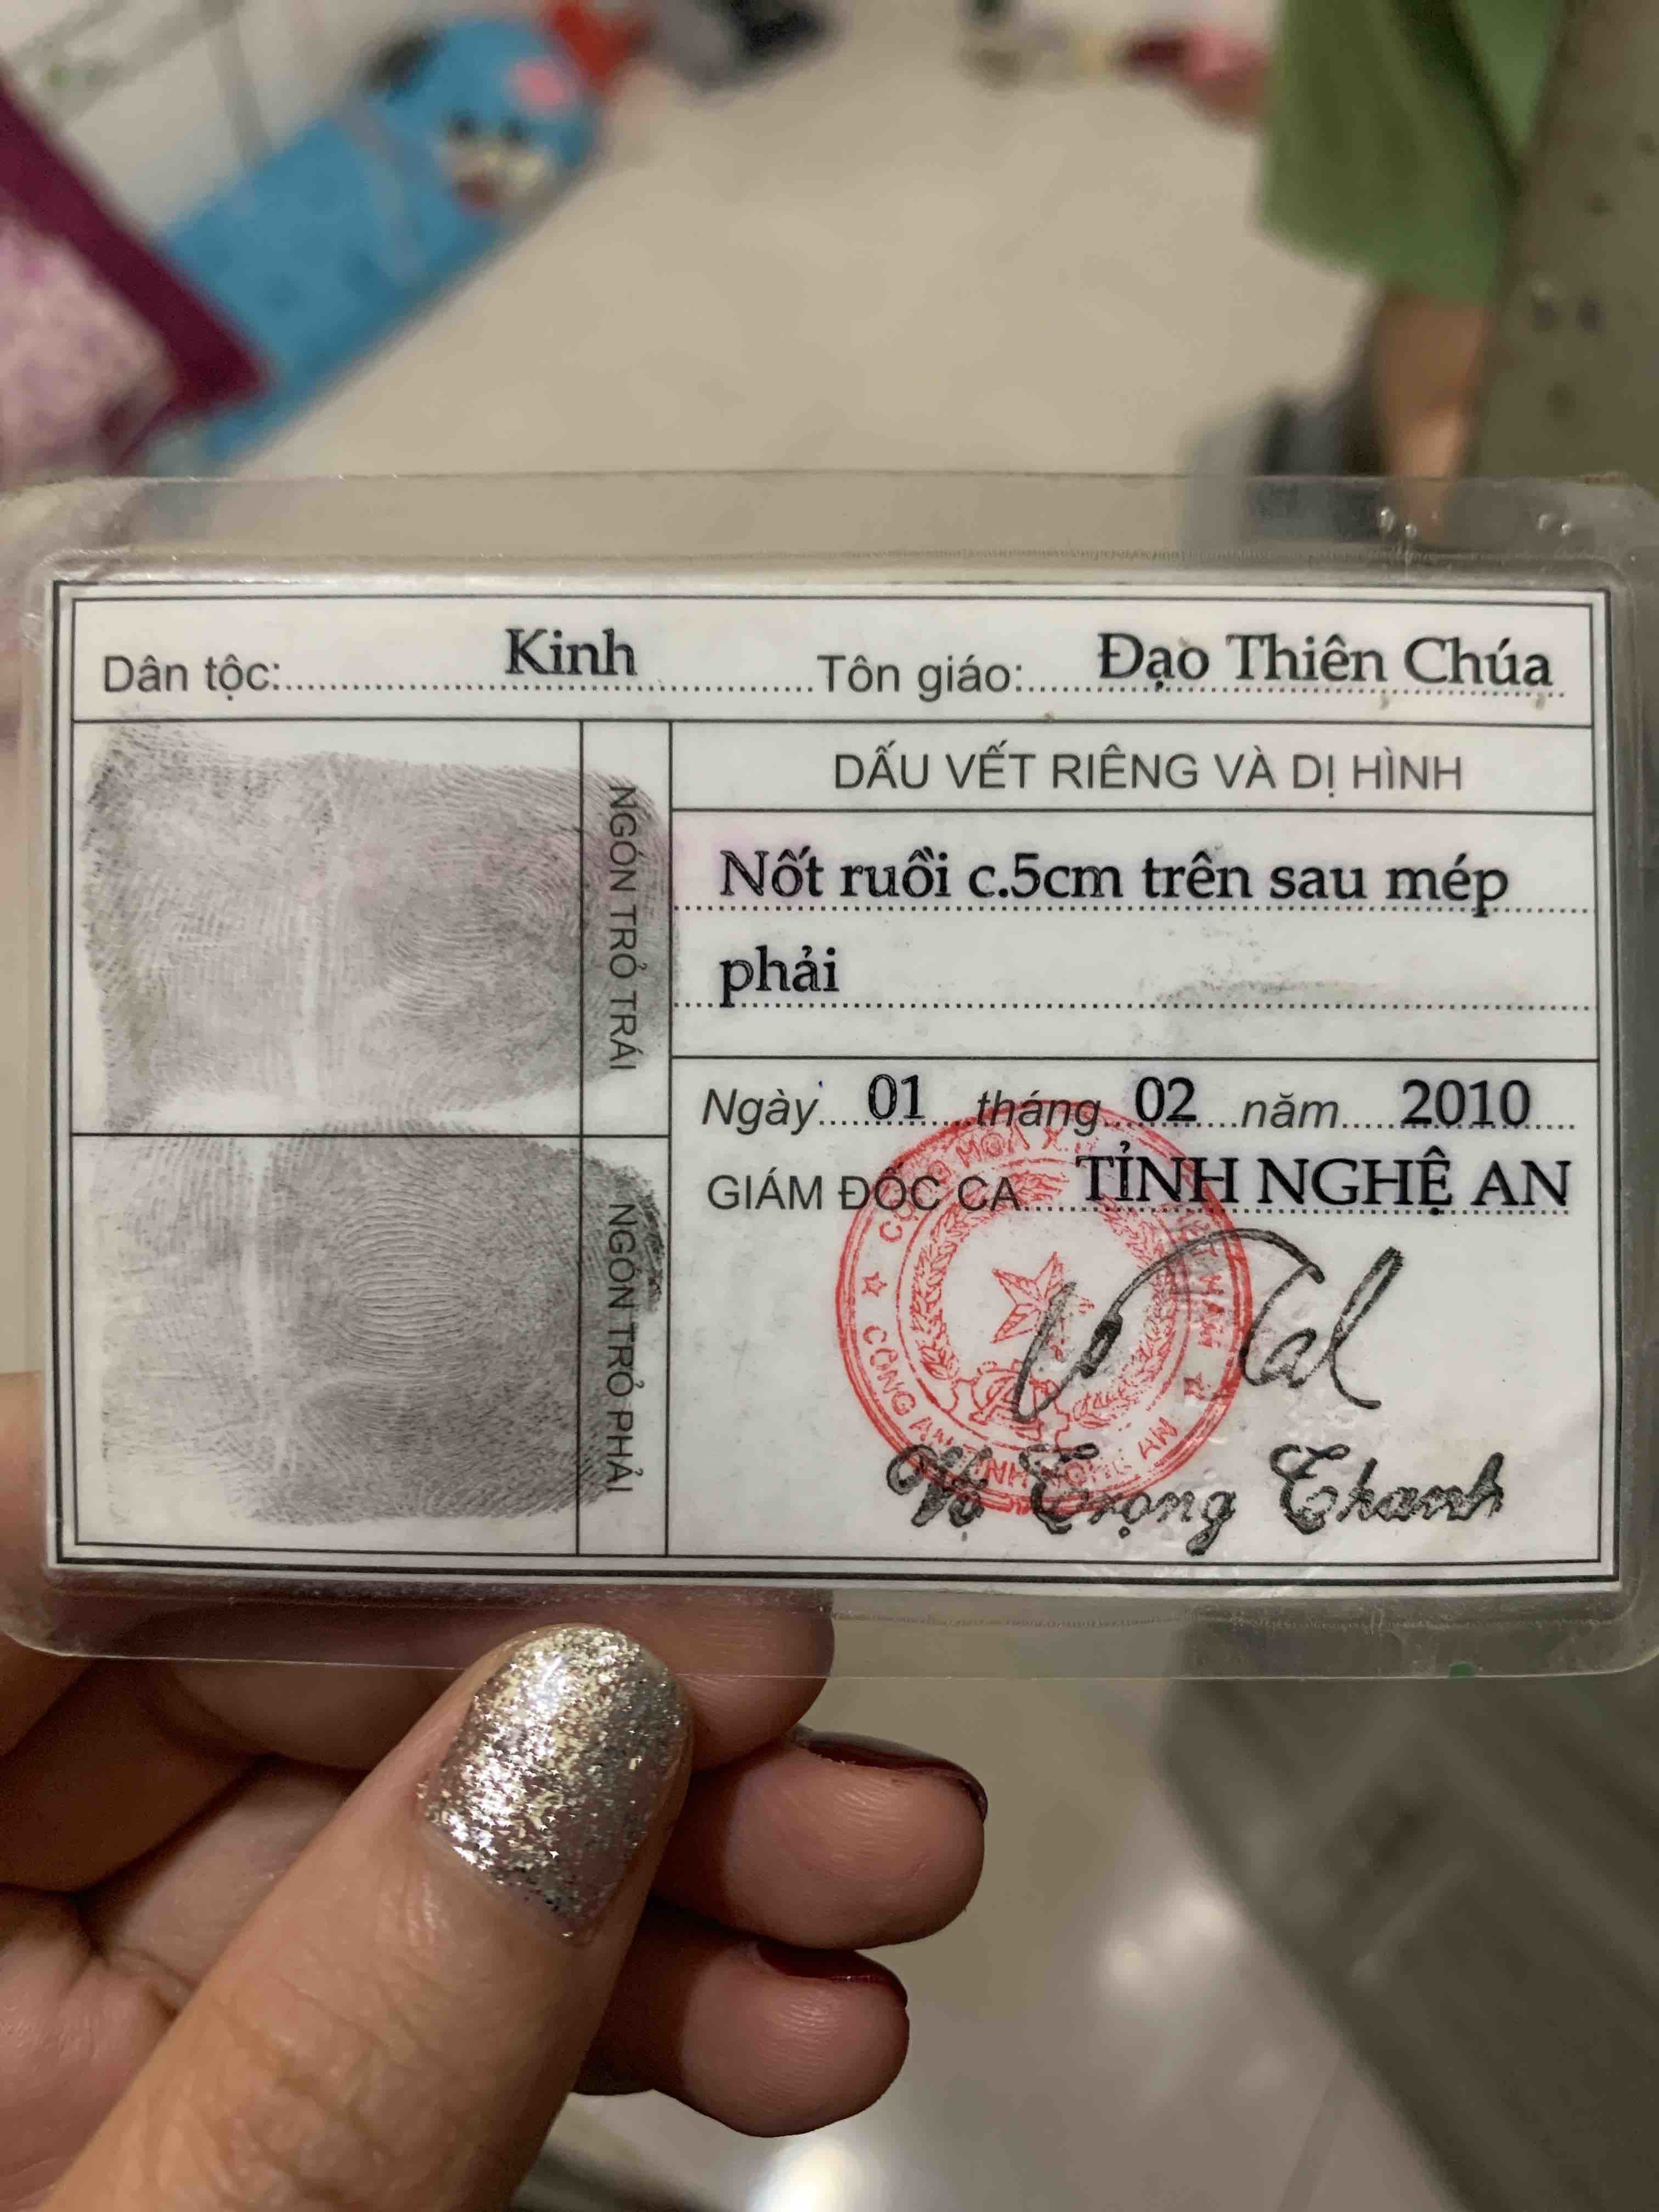 Dân tộc: Kinh Tôn giáo: Đạo Thiên Chúa
DẤU VẾT RIÊNG VÀ DỊ HÌNH
NGÓN TRỎ TRÁI
Nốt ruồi c.5cm trên sau mép
phải
Ngày 01 tháng 02 năm 2010
GIÁM ĐỐC CA TỈNH NGHỆ AN
NGÓN TRỎ PHẢI
CÔNG AN
Trọng Thanh